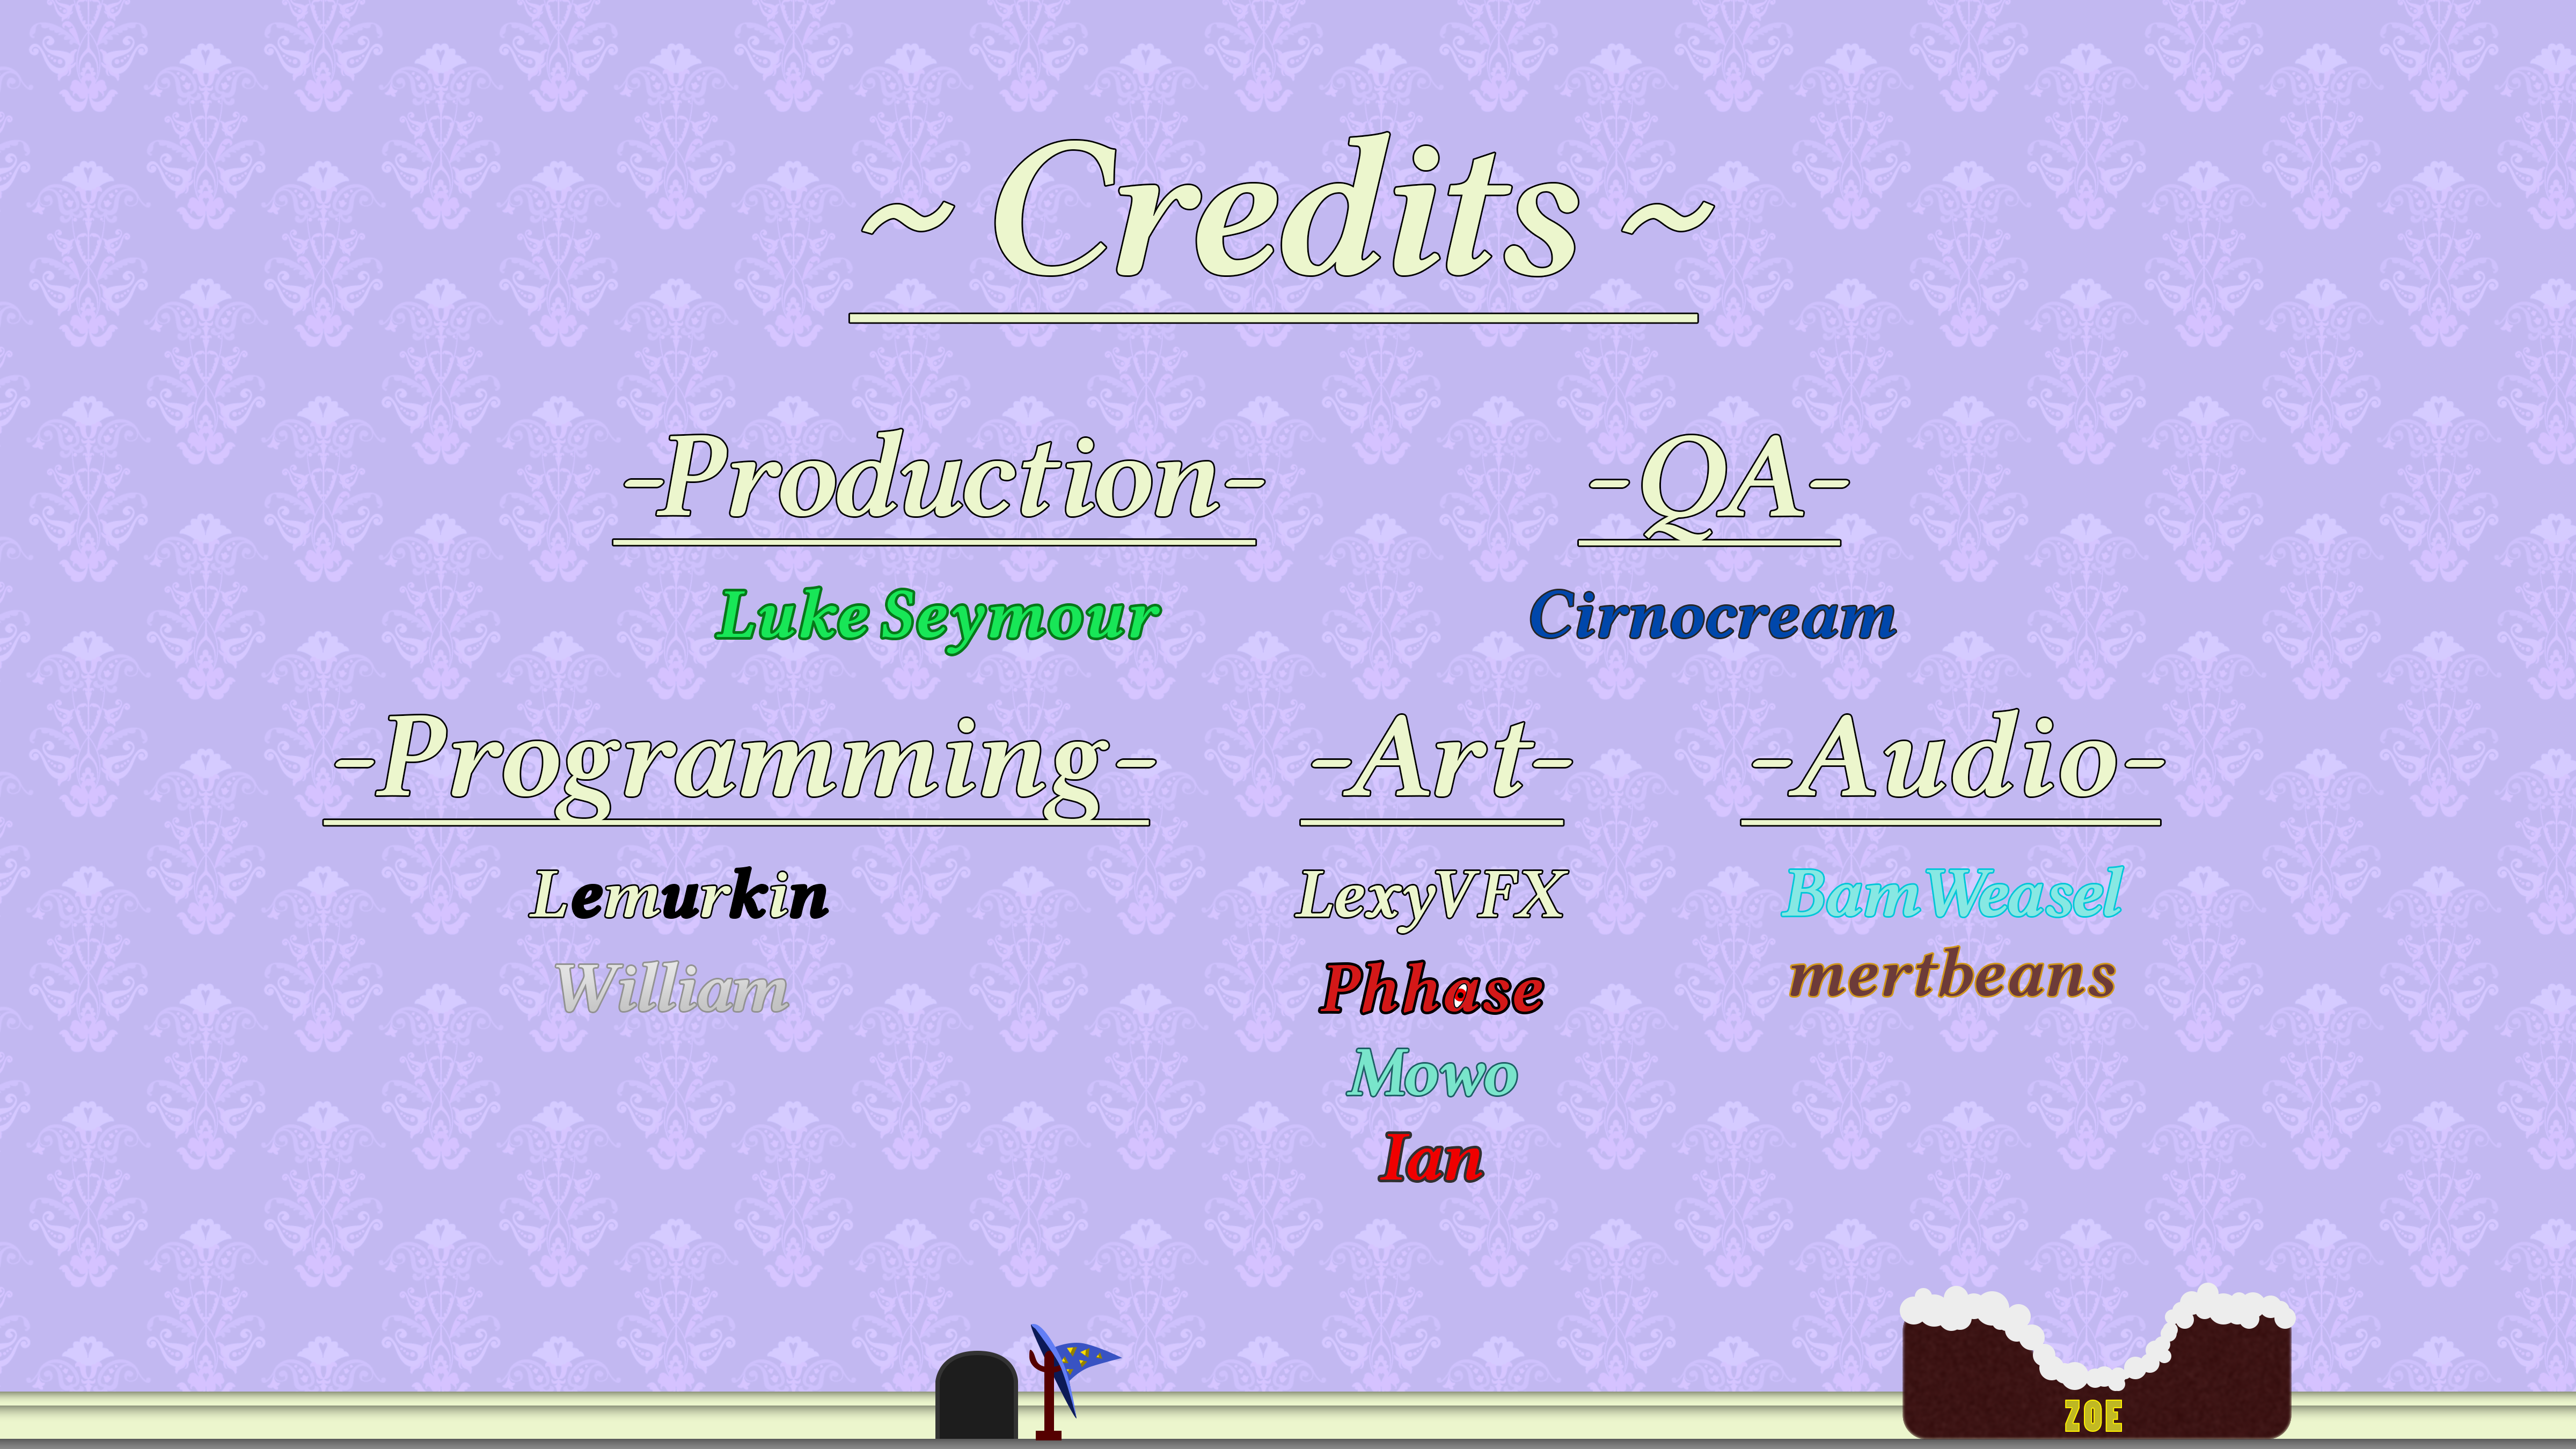 ~ Credits ~
-Production-
Luke Seymour
-QA-
Cirnocream
-Programming-
Lemurkin
William
-Art-
LexyVFX
Phhase
Mowo
Ian
-Audio-
BamWeasel
mertbeans
ZOE